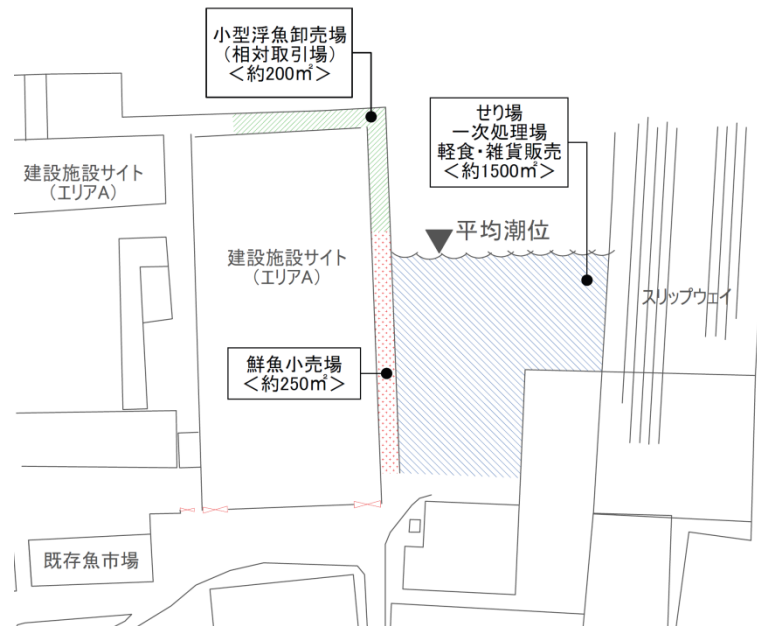 小型浮魚卸売場
(相対取引場)
<約200㎡>
せり場
一次処理場
軽食・雑貨販売
<約1500㎡>
建設施設サイト
(エリアA)
平均潮位
建設施設サイト
(エリアA)
スリップウェイ
鮮魚小売場
<約250㎡>
既存魚市場